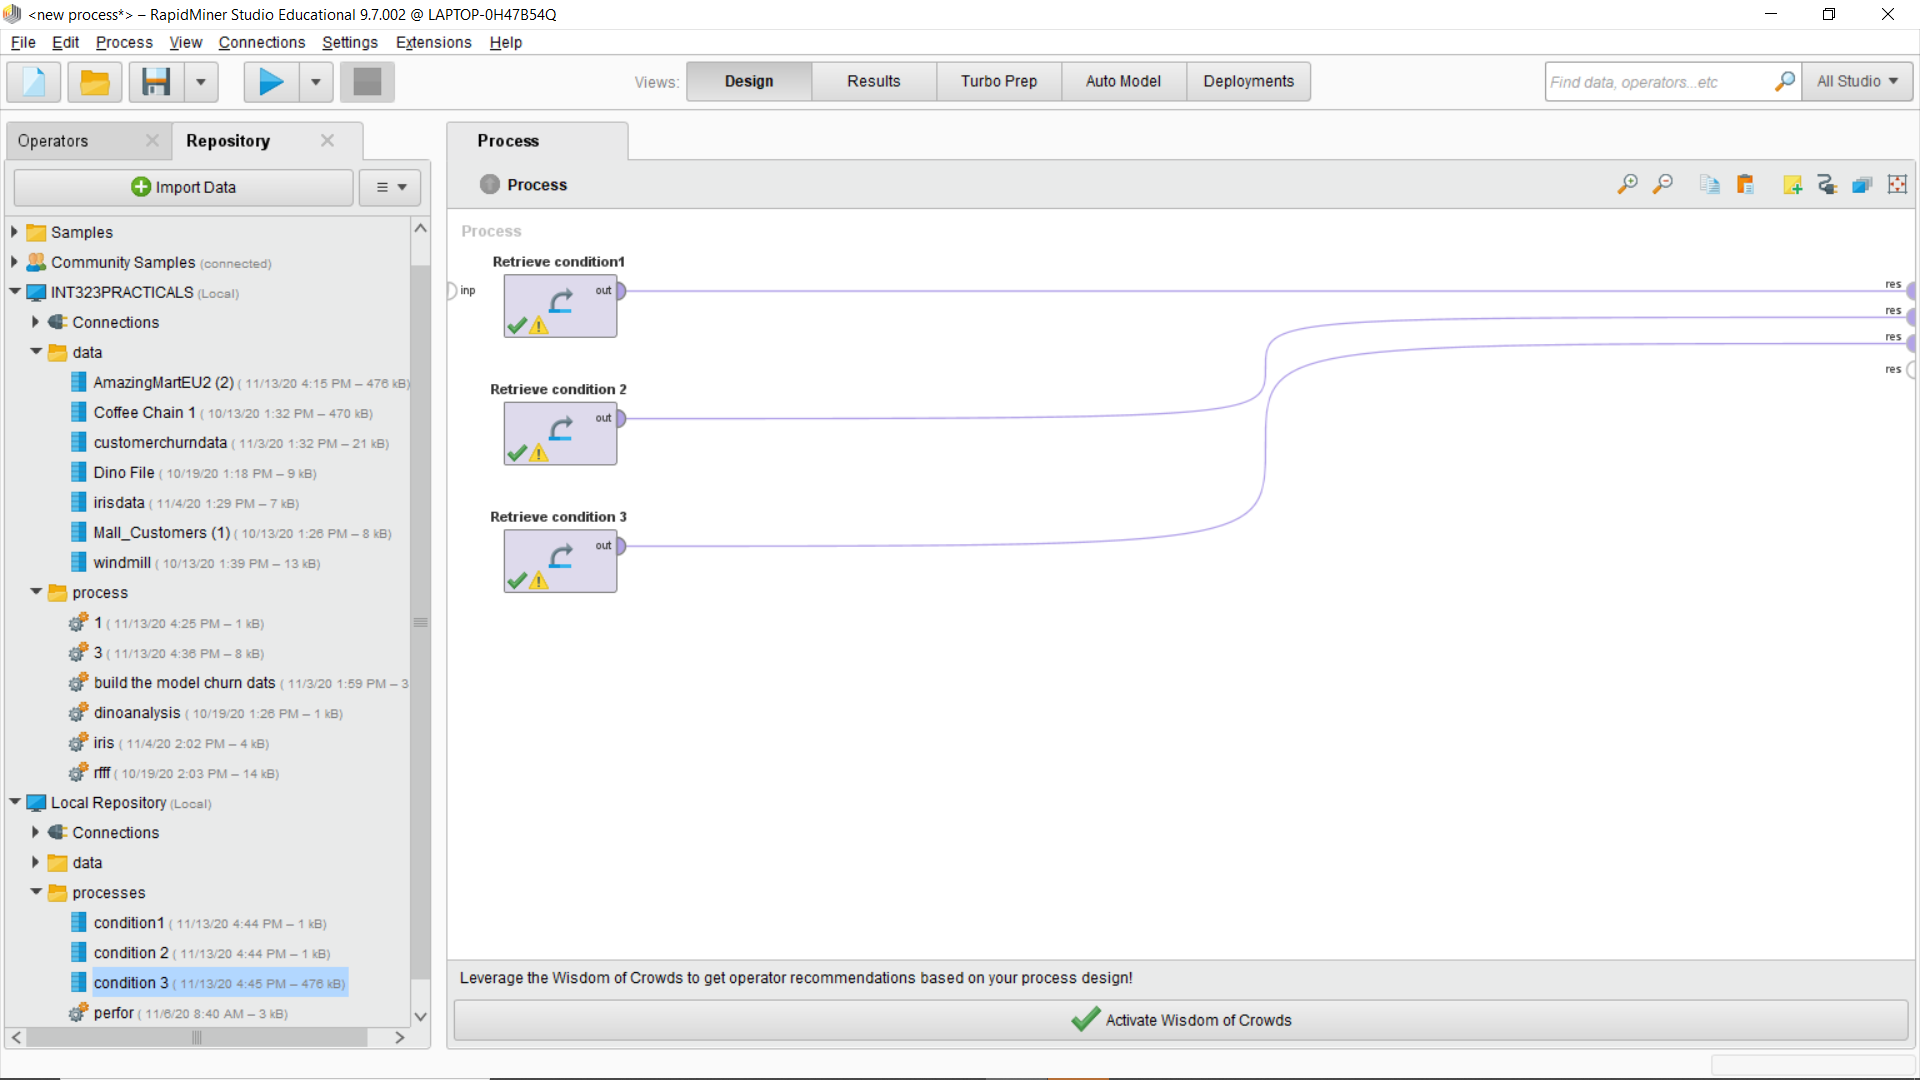 <new process*> – RapidMiner Studio Educational 9.7.002 @ LAPTOP-0H47B54Q
File Edit Process View Connections Settings Extensions Help
Views: Design Results Turbo Prep Auto Model Deployments
Find data, operators...etc All Studio
Operators Repository
Import Data
Samples
Community Samples (connected)
INT323PRACTICALS (Local)
Connections
data
AmazingMartEU2 (2) ( 11/13/20 4:15 PM – 476 kB)
Coffee Chain 1 ( 10/13/20 1:32 PM – 470 kB)
customerchurndata ( 11/3/20 1:32 PM – 21 kB)
Dino File ( 10/19/20 1:18 PM – 9 kB)
irisdata ( 11/4/20 1:29 PM – 7 kB)
Mall_Customers (1) ( 10/13/20 1:26 PM – 8 kB)
windmill ( 10/13/20 1:39 PM – 13 kB)
process
1 ( 11/13/20 4:25 PM – 1 kB)
3 ( 11/13/20 4:36 PM – 8 kB)
build the model churn dats ( 11/3/20 1:59 PM – 3
dinoanalysis ( 10/19/20 1:26 PM – 1 kB)
iris ( 11/4/20 2:02 PM – 4 kB)
rfff ( 10/19/20 2:03 PM – 14 kB)
Local Repository (Local)
Connections
data
processes
condition1 ( 11/13/20 4:44 PM – 1 kB)
condition 2 ( 11/13/20 4:44 PM – 1 kB)
condition 3 ( 11/13/20 4:45 PM – 476 kB)
perfor ( 11/6/20 8:40 AM – 3 kB)
Process
Process
Process
Retrieve condition1
inp
out
Retrieve condition 2
out
Retrieve condition 3
out
res
res
res
res
Leverage the Wisdom of Crowds to get operator recommendations based on your process design!
Activate Wisdom of Crowds